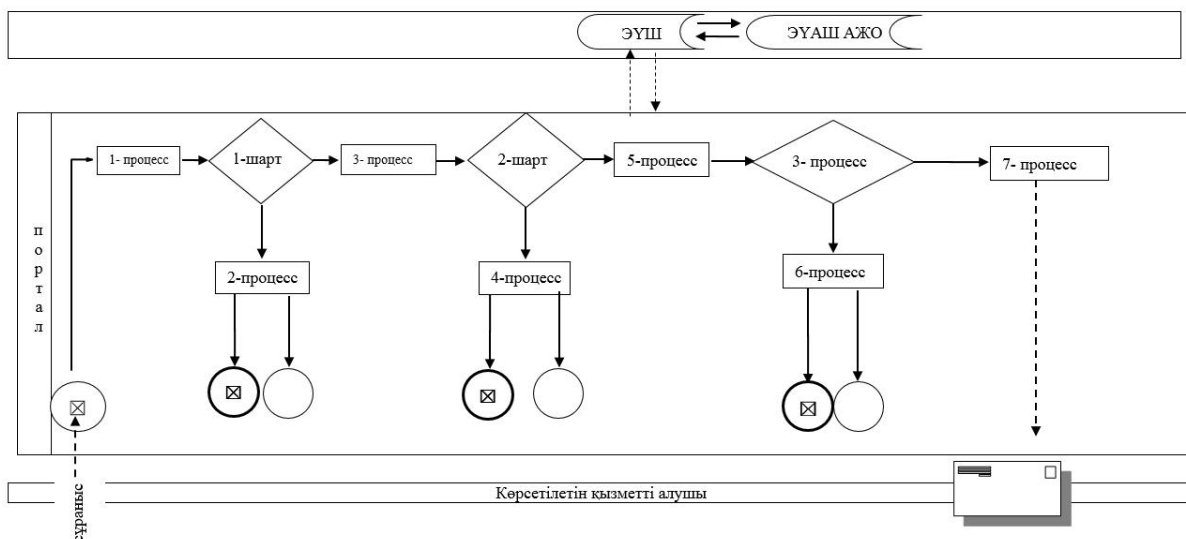 ЭҮШ
ЭҮАШ АЖО
1- процесс
1-шарт
3- процесс
2-шарт
5-процесс
3- процесс
7- процесс
портал
2-процесс
4-процесс
6-процесс
сұраныс
Көрсетілетін қызметті алушы